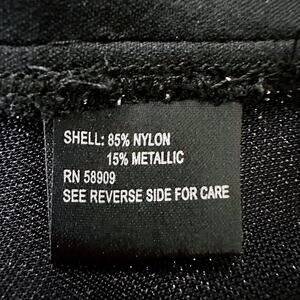 SHELL: 85% NYLON
15% METALLIC
RN 58909
SEE REVERSE SIDE FOR CARE